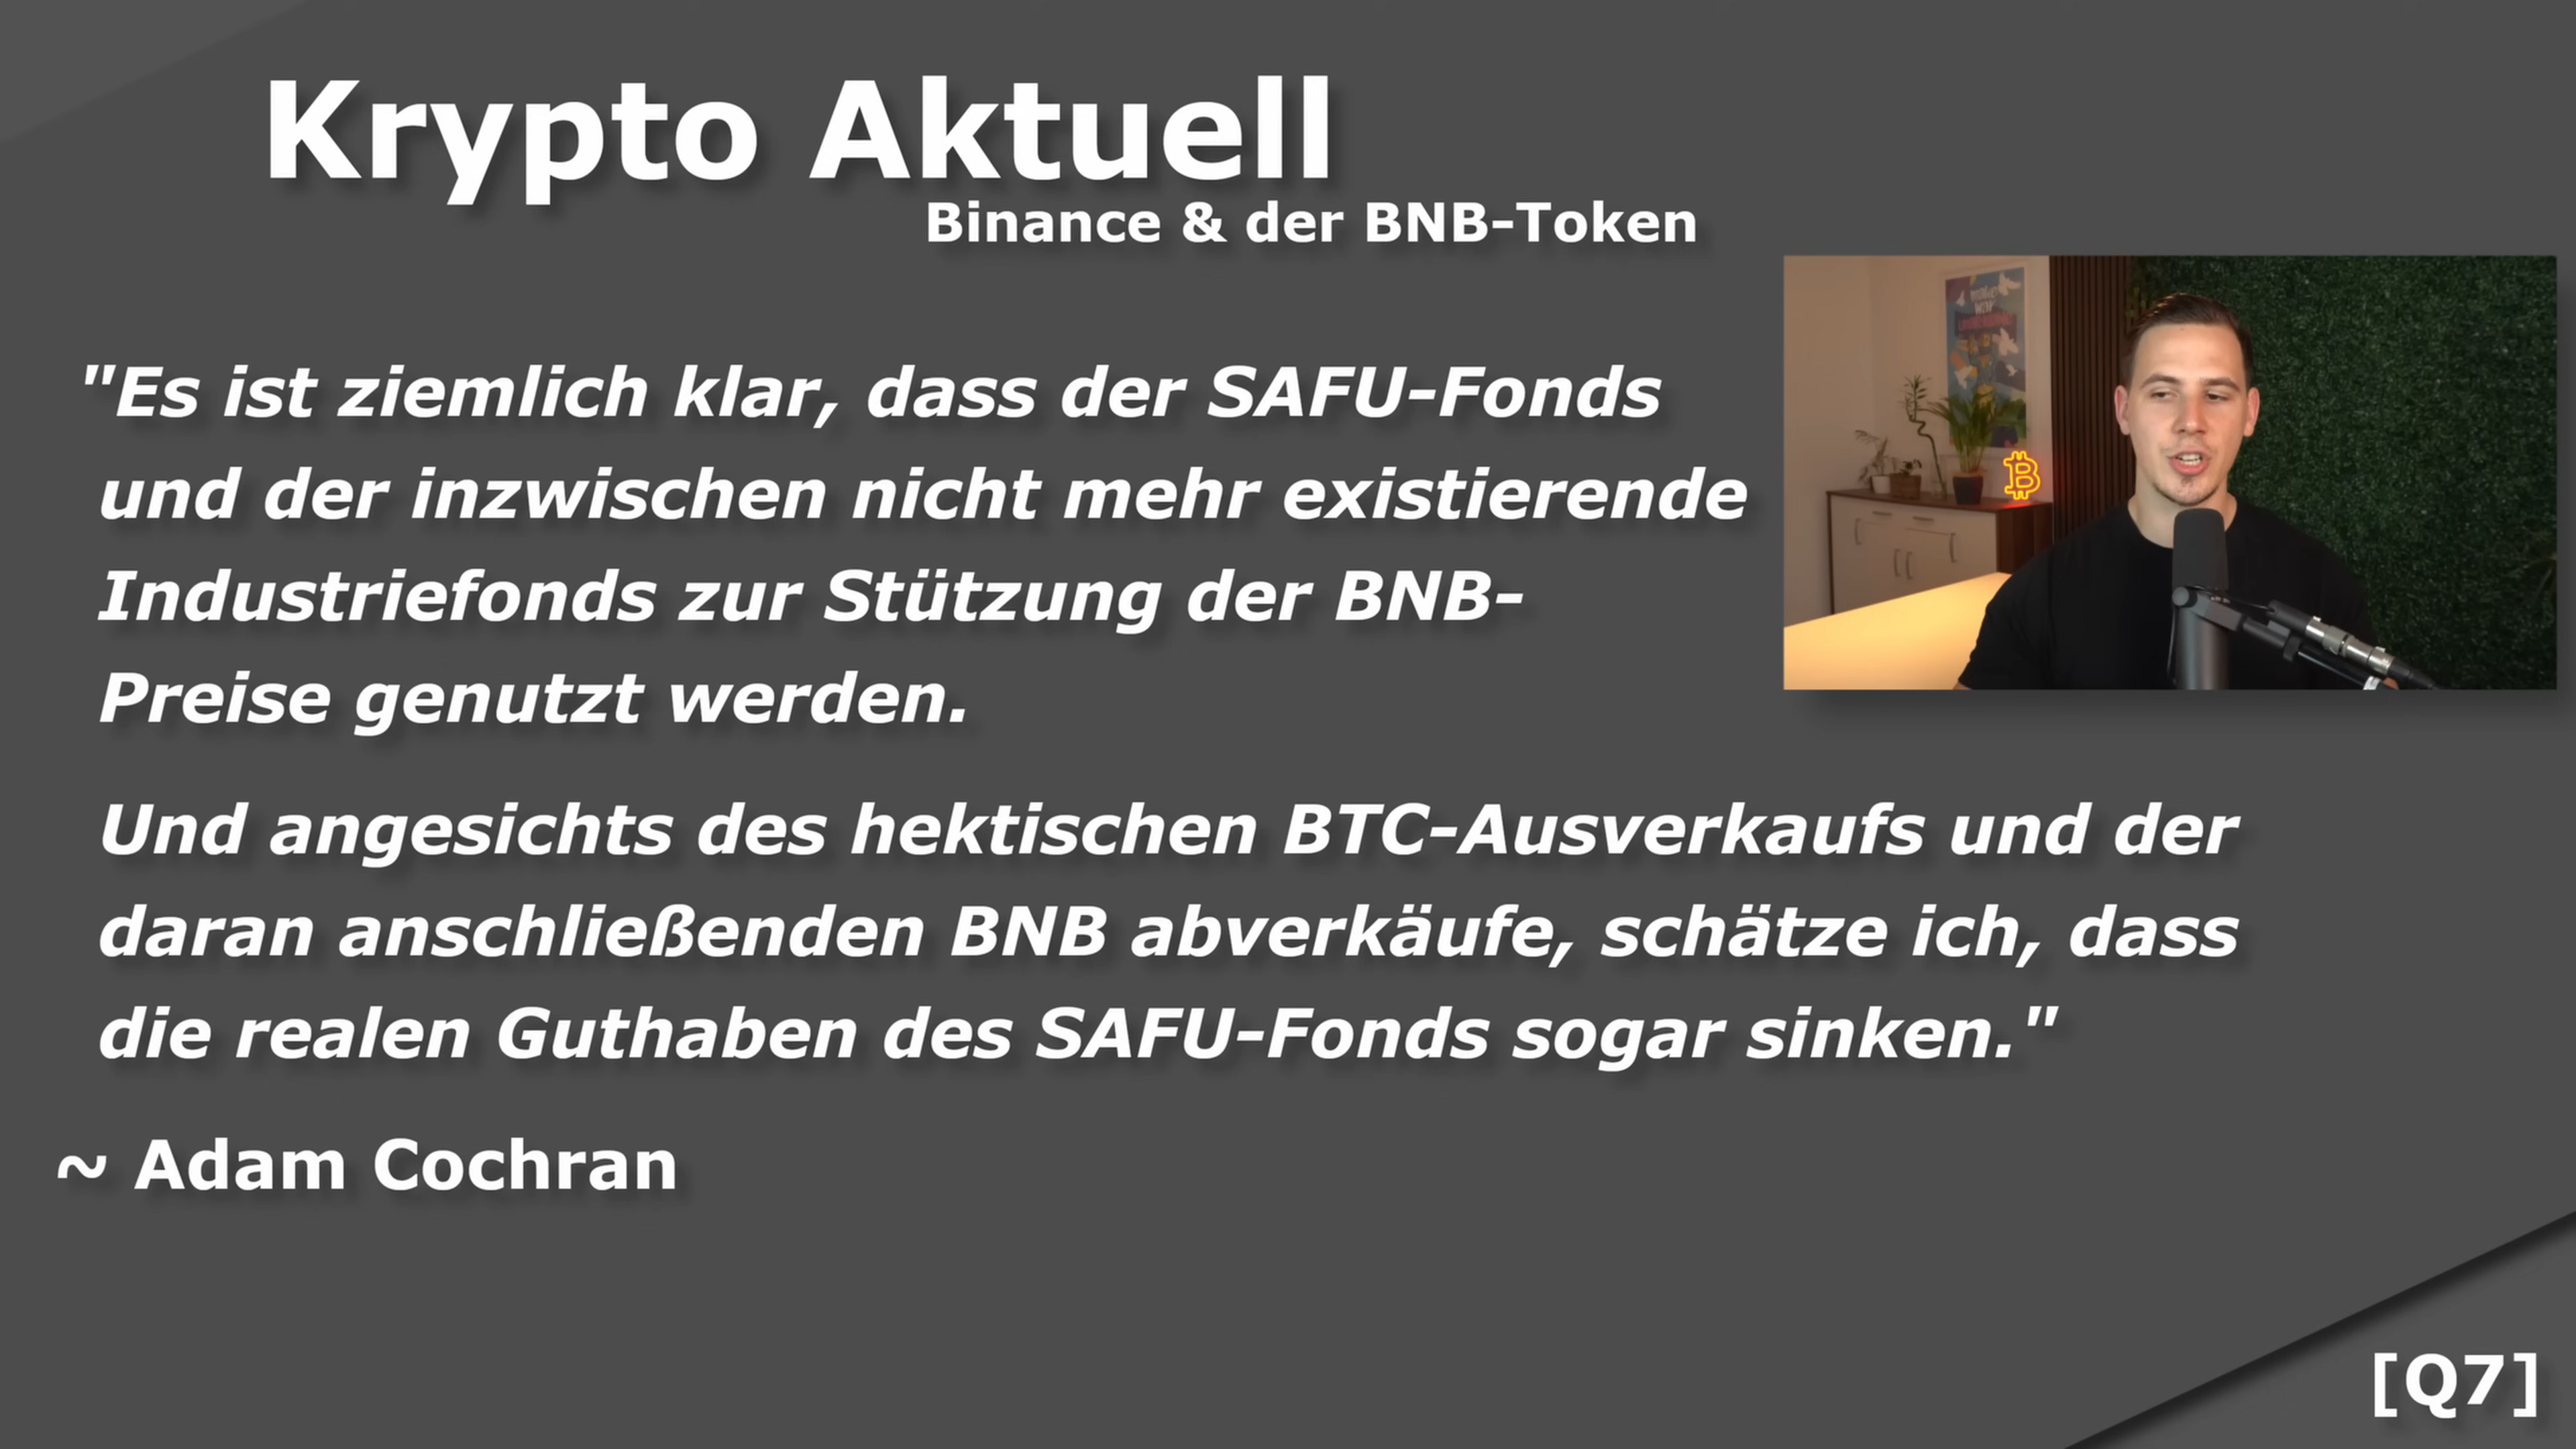 Krypto Aktuell
Binance & der BNB-Token
"Es ist ziemlich klar, dass der SAFU-Fonds
und der inzwischen nicht mehr existierende
Industriefonds zur Stützung der BNB-
Preise genutzt werden.
Und angesichts des hektischen BTC-Ausverkaufs und der
daran anschließenden BNB abverkäufe, schätze ich, dass
die realen Guthaben des SAFU-Fonds sogar sinken."
~ Adam Cochran
[Q7]